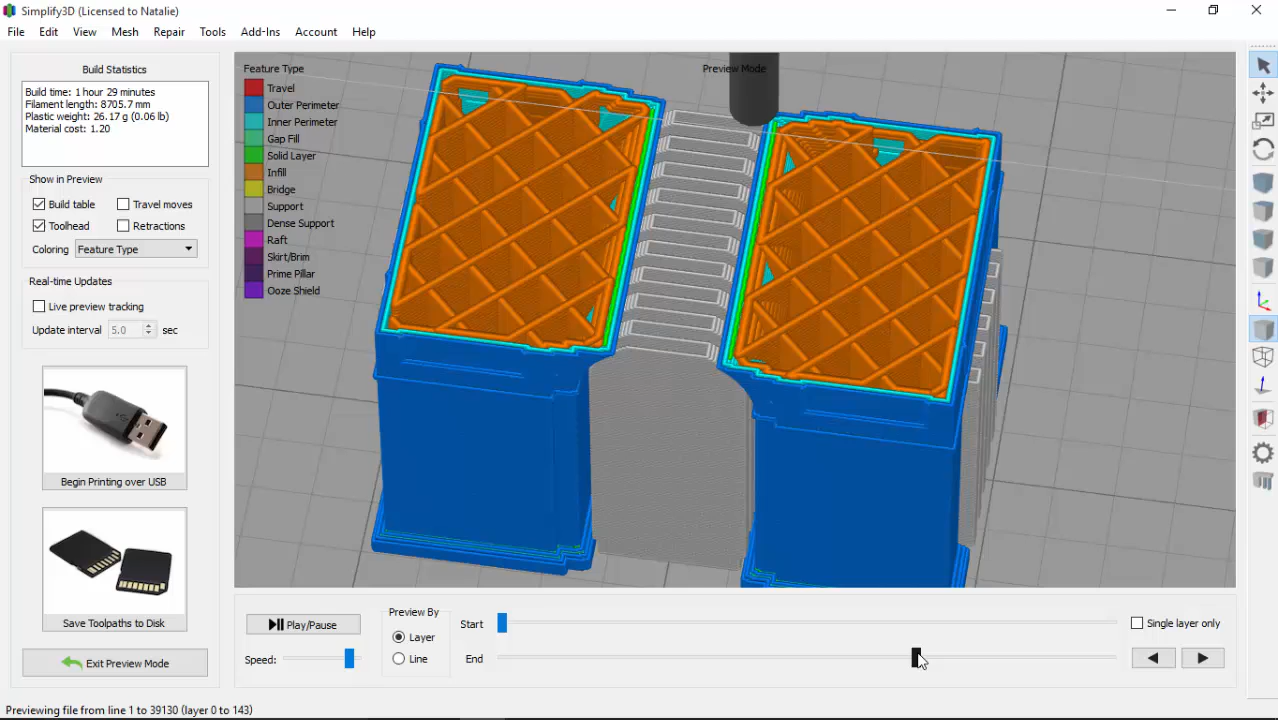 Simplify3D (Licensed to Natalie)
File Edit View Mesh Repair Tools Add-Ins Account Help
Build Statistics
Build time: 1 hour 29 minutes
Filament length: 8705.7 mm
Plastic weight: 26.17 g (0.06 lb)
Material cost: 1.20
Show in Preview
Build table Travel moves
Toolhead Retractions
Coloring Feature Type
Real-time Updates
Live preview tracking
Update interval 5.0 sec
Begin Printing over USB
Save Toolpaths to Disk
Exit Preview Mode
Feature Type
Travel
Outer Perimeter
Inner Perimeter
Gap Fill
Solid Layer
Infill
Bridge
Support
Dense Support
Raft
Skirt/Brim
Prime Pillar
Ooze Shield
Preview Mode
Play/Pause
Speed:
Preview By
Layer
Line
Start
End
Single layer only
Previewing file from line 1 to 39130 (layer 0 to 143)